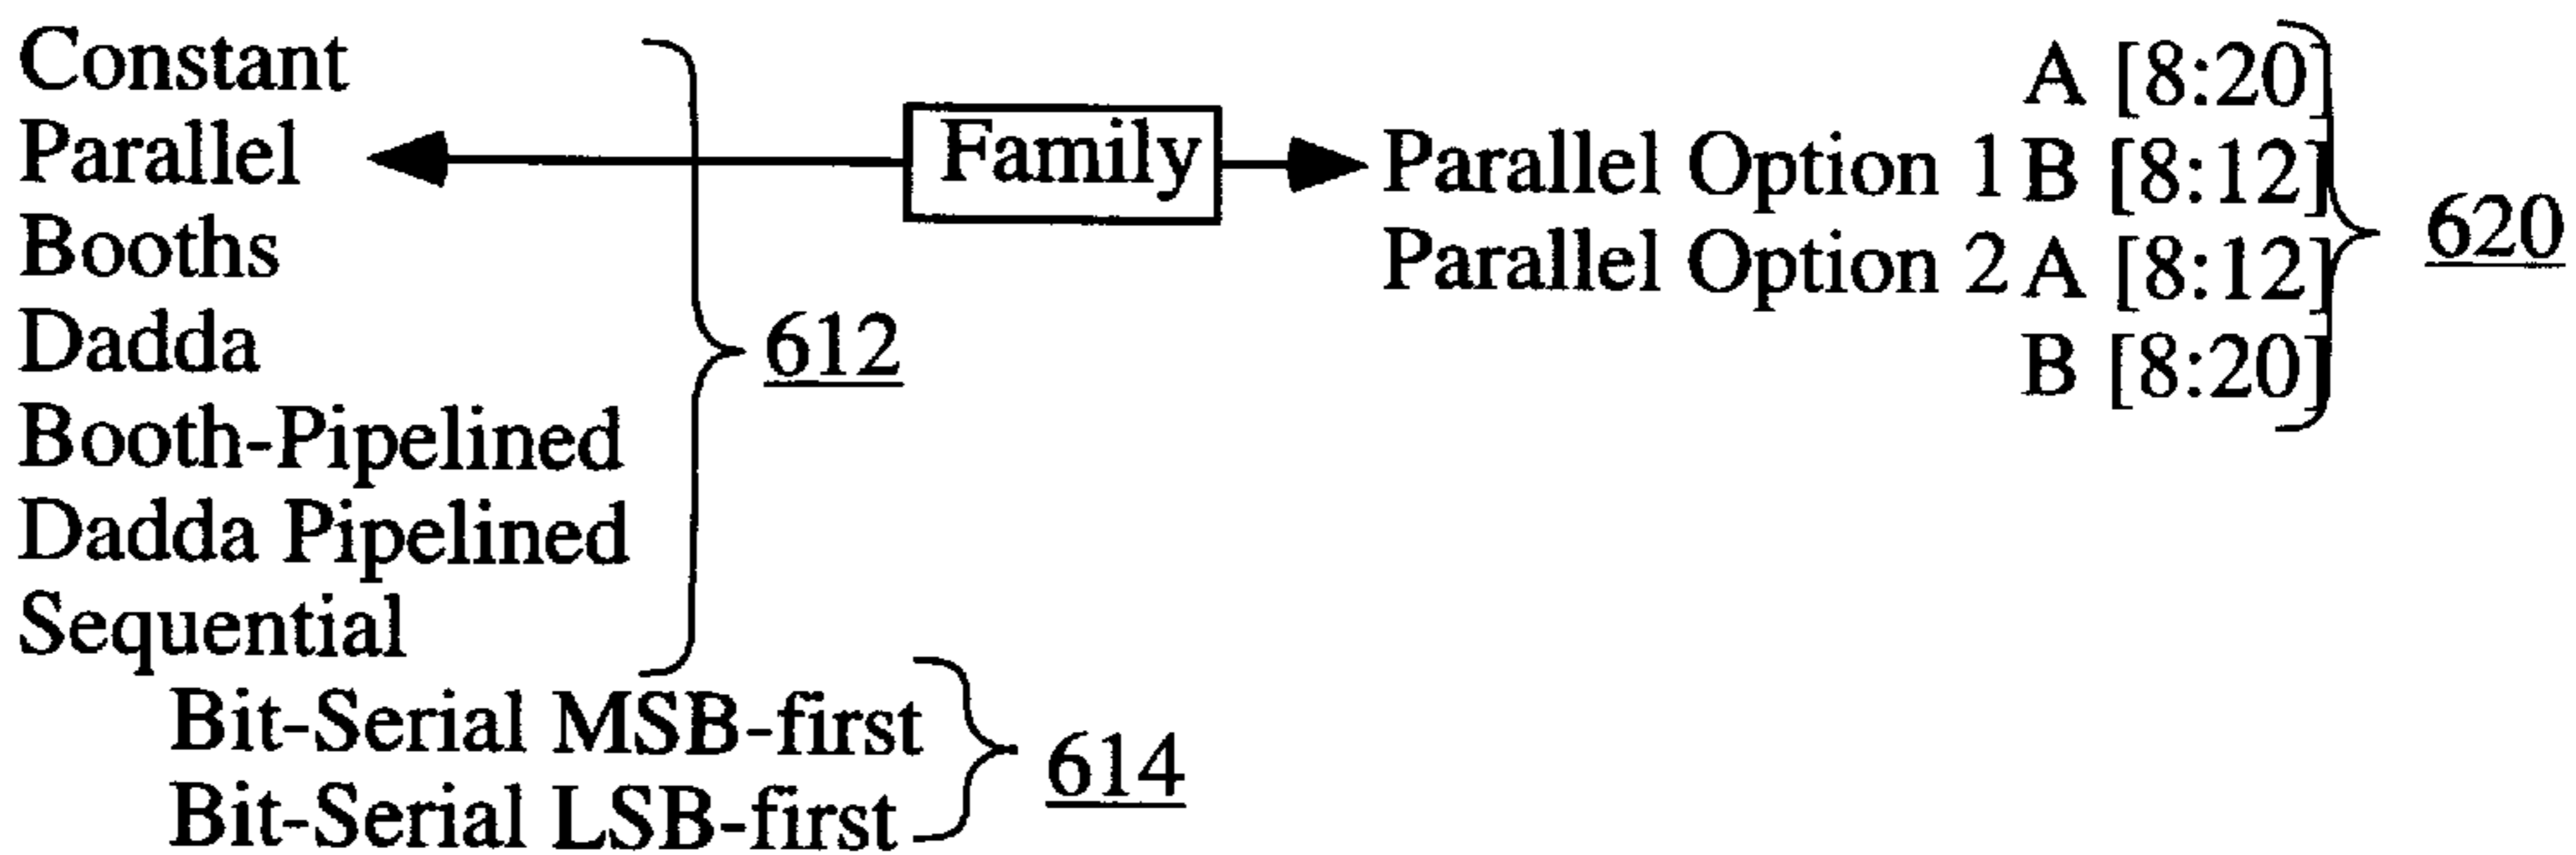 Constant
Parallel
Booths
Dadda
Booth-Pipelined
Dadda Pipelined
Sequential
612
Bit-Serial MSB-first
Bit-Serial LSB-first
614
Family
A [8:20]
Parallel Option 1 B [8:12]
Parallel Option 2 A [8:12]
B [8:20]
620